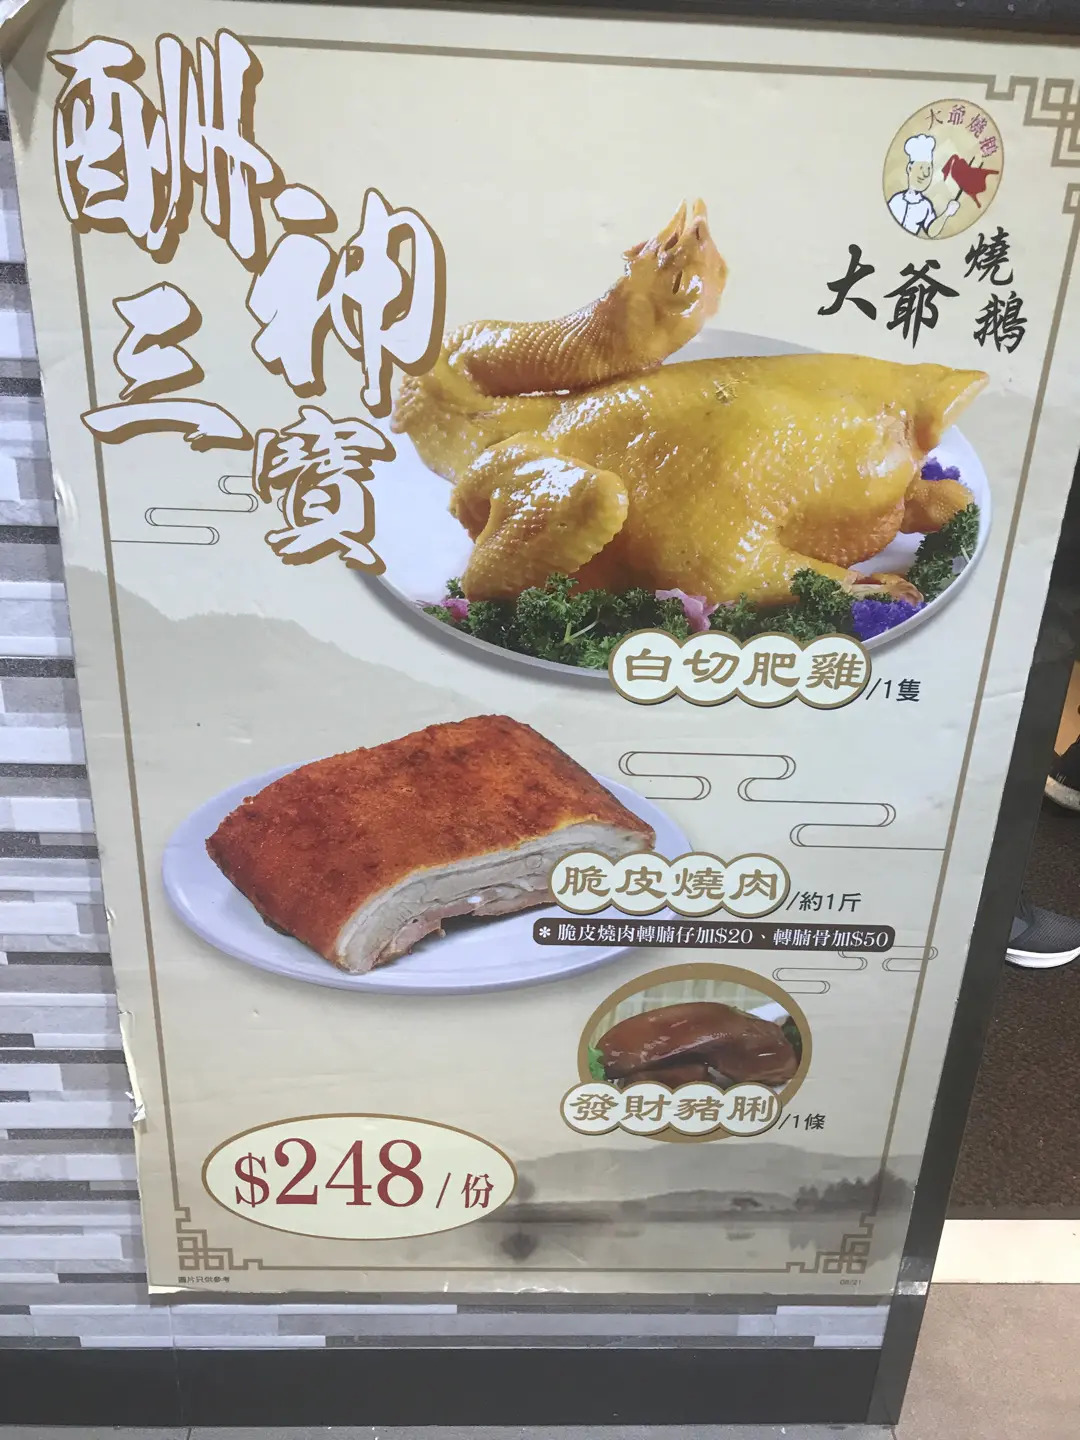 酬神三寶
大爺燒鵝
大爺燒鵝
白切肥雞/1隻
脆皮燒肉/約1斤
* 脆皮燒肉轉腩仔加$20、轉腩骨加$50
發財豬脷/1條
$248/份
圖片只供參考